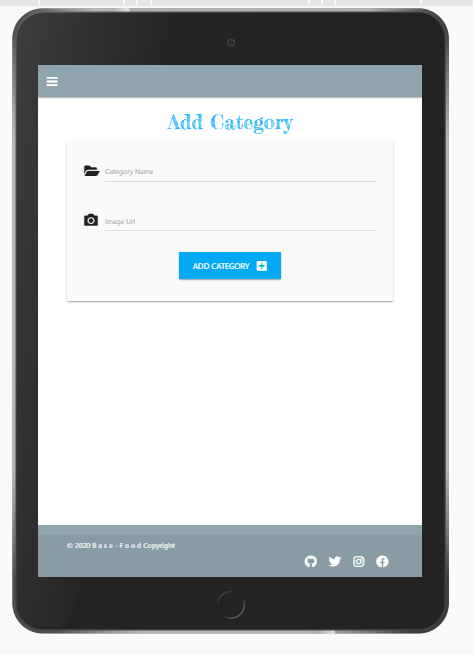 Add Category
Category Name
Image Url
ADD CATEGORY
© 2020 B a s e - F o o d Copyright